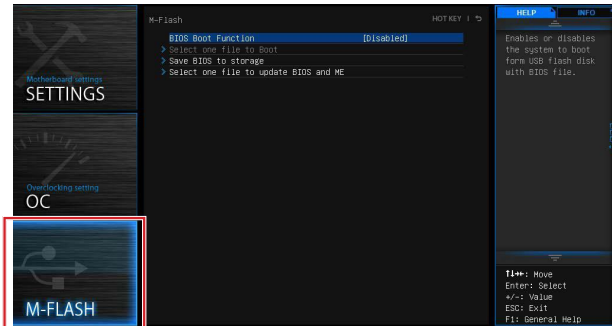 Motherboard settings
SETTINGS
Overclocking setting
OC
M-FLASH
M-Flash
HOT KEY
BIOS Boot Function [Disabled]
Select one file to Boot
Save BIOS to storage
Select one file to update BIOS and ME
HELP
INFO
Enables or disables
the system to boot
form USB flash disk
with BIOS file.
↑↓→←: Move
Enter: Select
+/-: Value
ESC: Exit
F1: General Help